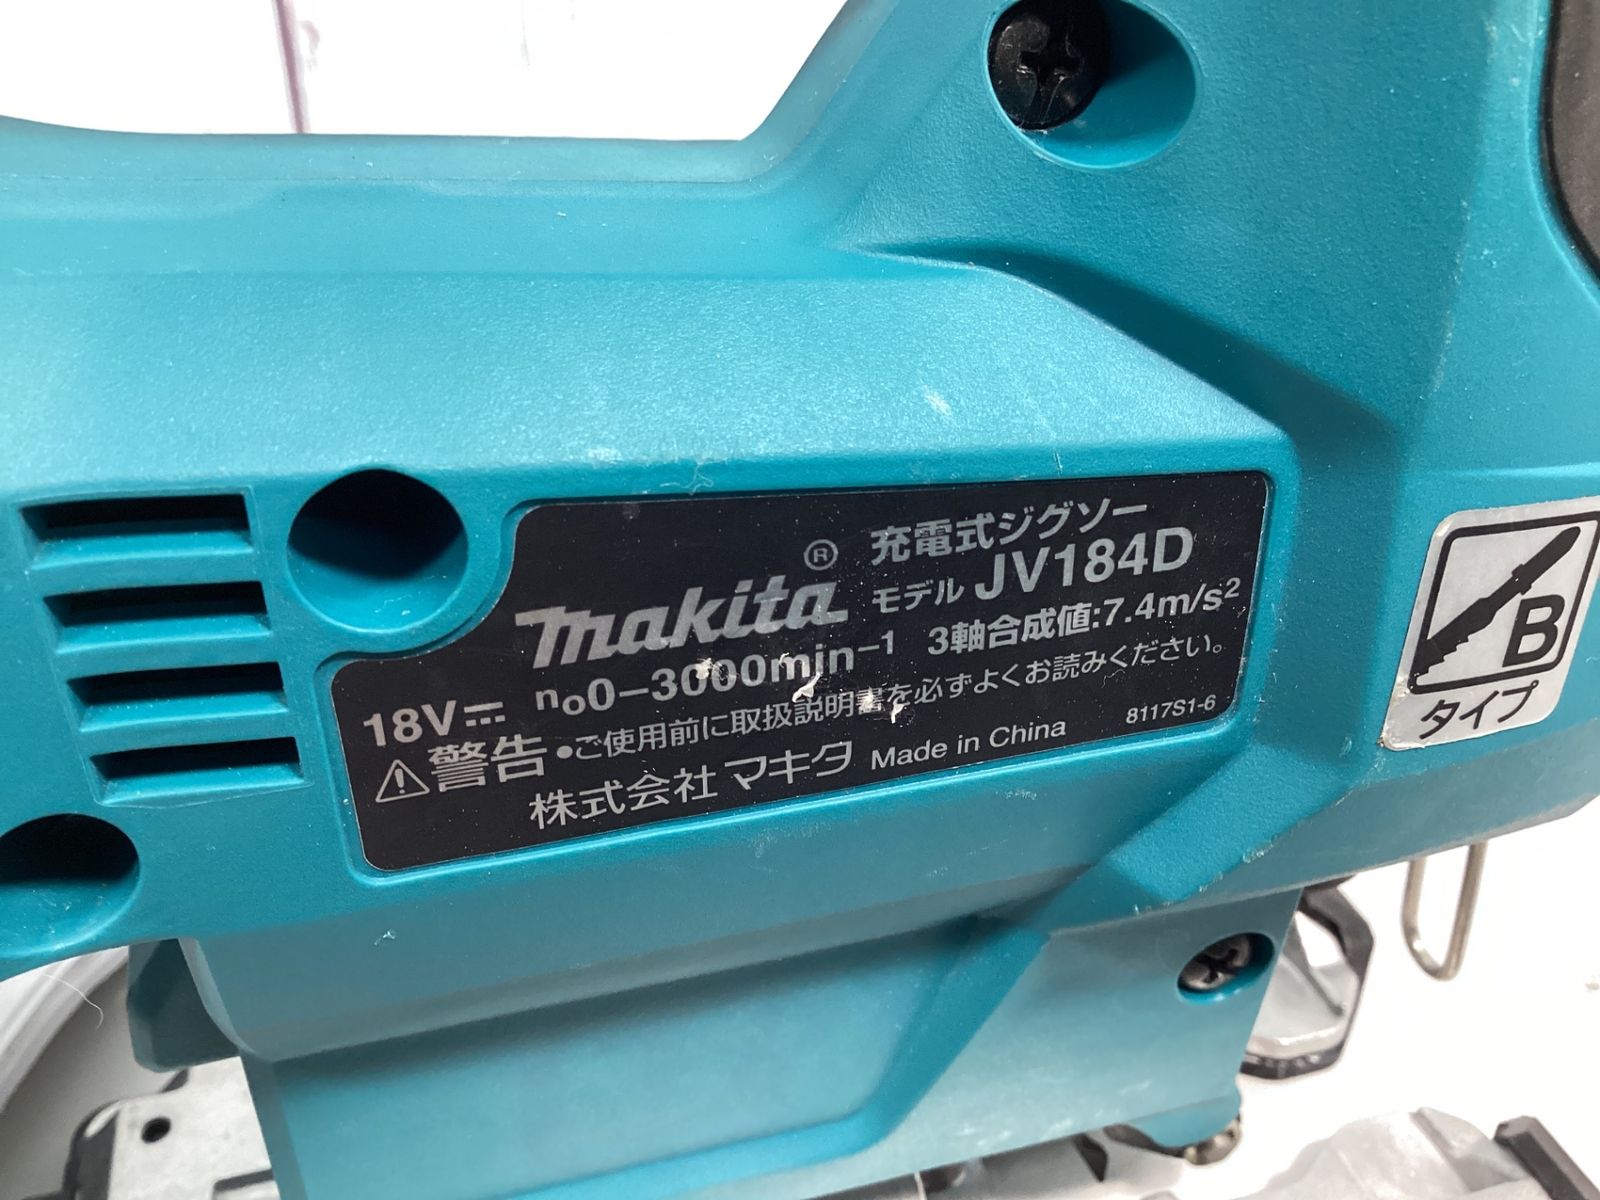 充電式ジグソー
makita® モデル JV184D
18V⎓ n₀0−3000min⁻¹ 3軸合成値:7.4m/s²
⚠警告 •ご使用前に取扱説明書を必ずよくお読みください。
株式会社 マキタ Made in China 8117S1-6
B
タイプ